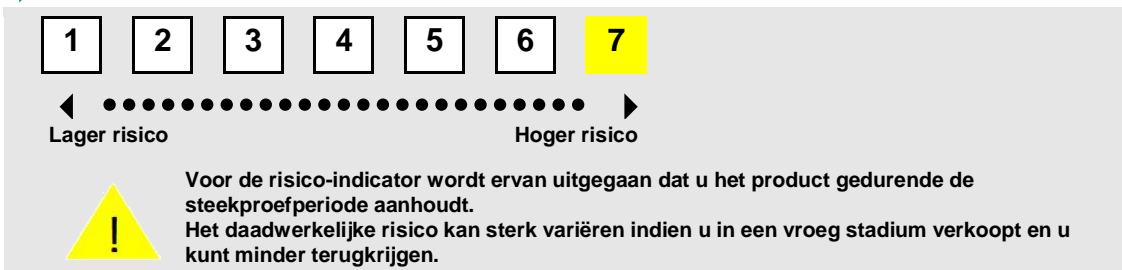 1 2 3 4 5 6 7
Lager risico Hoger risico
!
Voor de risico-indicator wordt ervan uitgegaan dat u het product gedurende de
steekproefperiode aanhoudt.
Het daadwerkelijke risico kan sterk variëren indien u in een vroeg stadium verkoopt en u
kunt minder terugkrijgen.